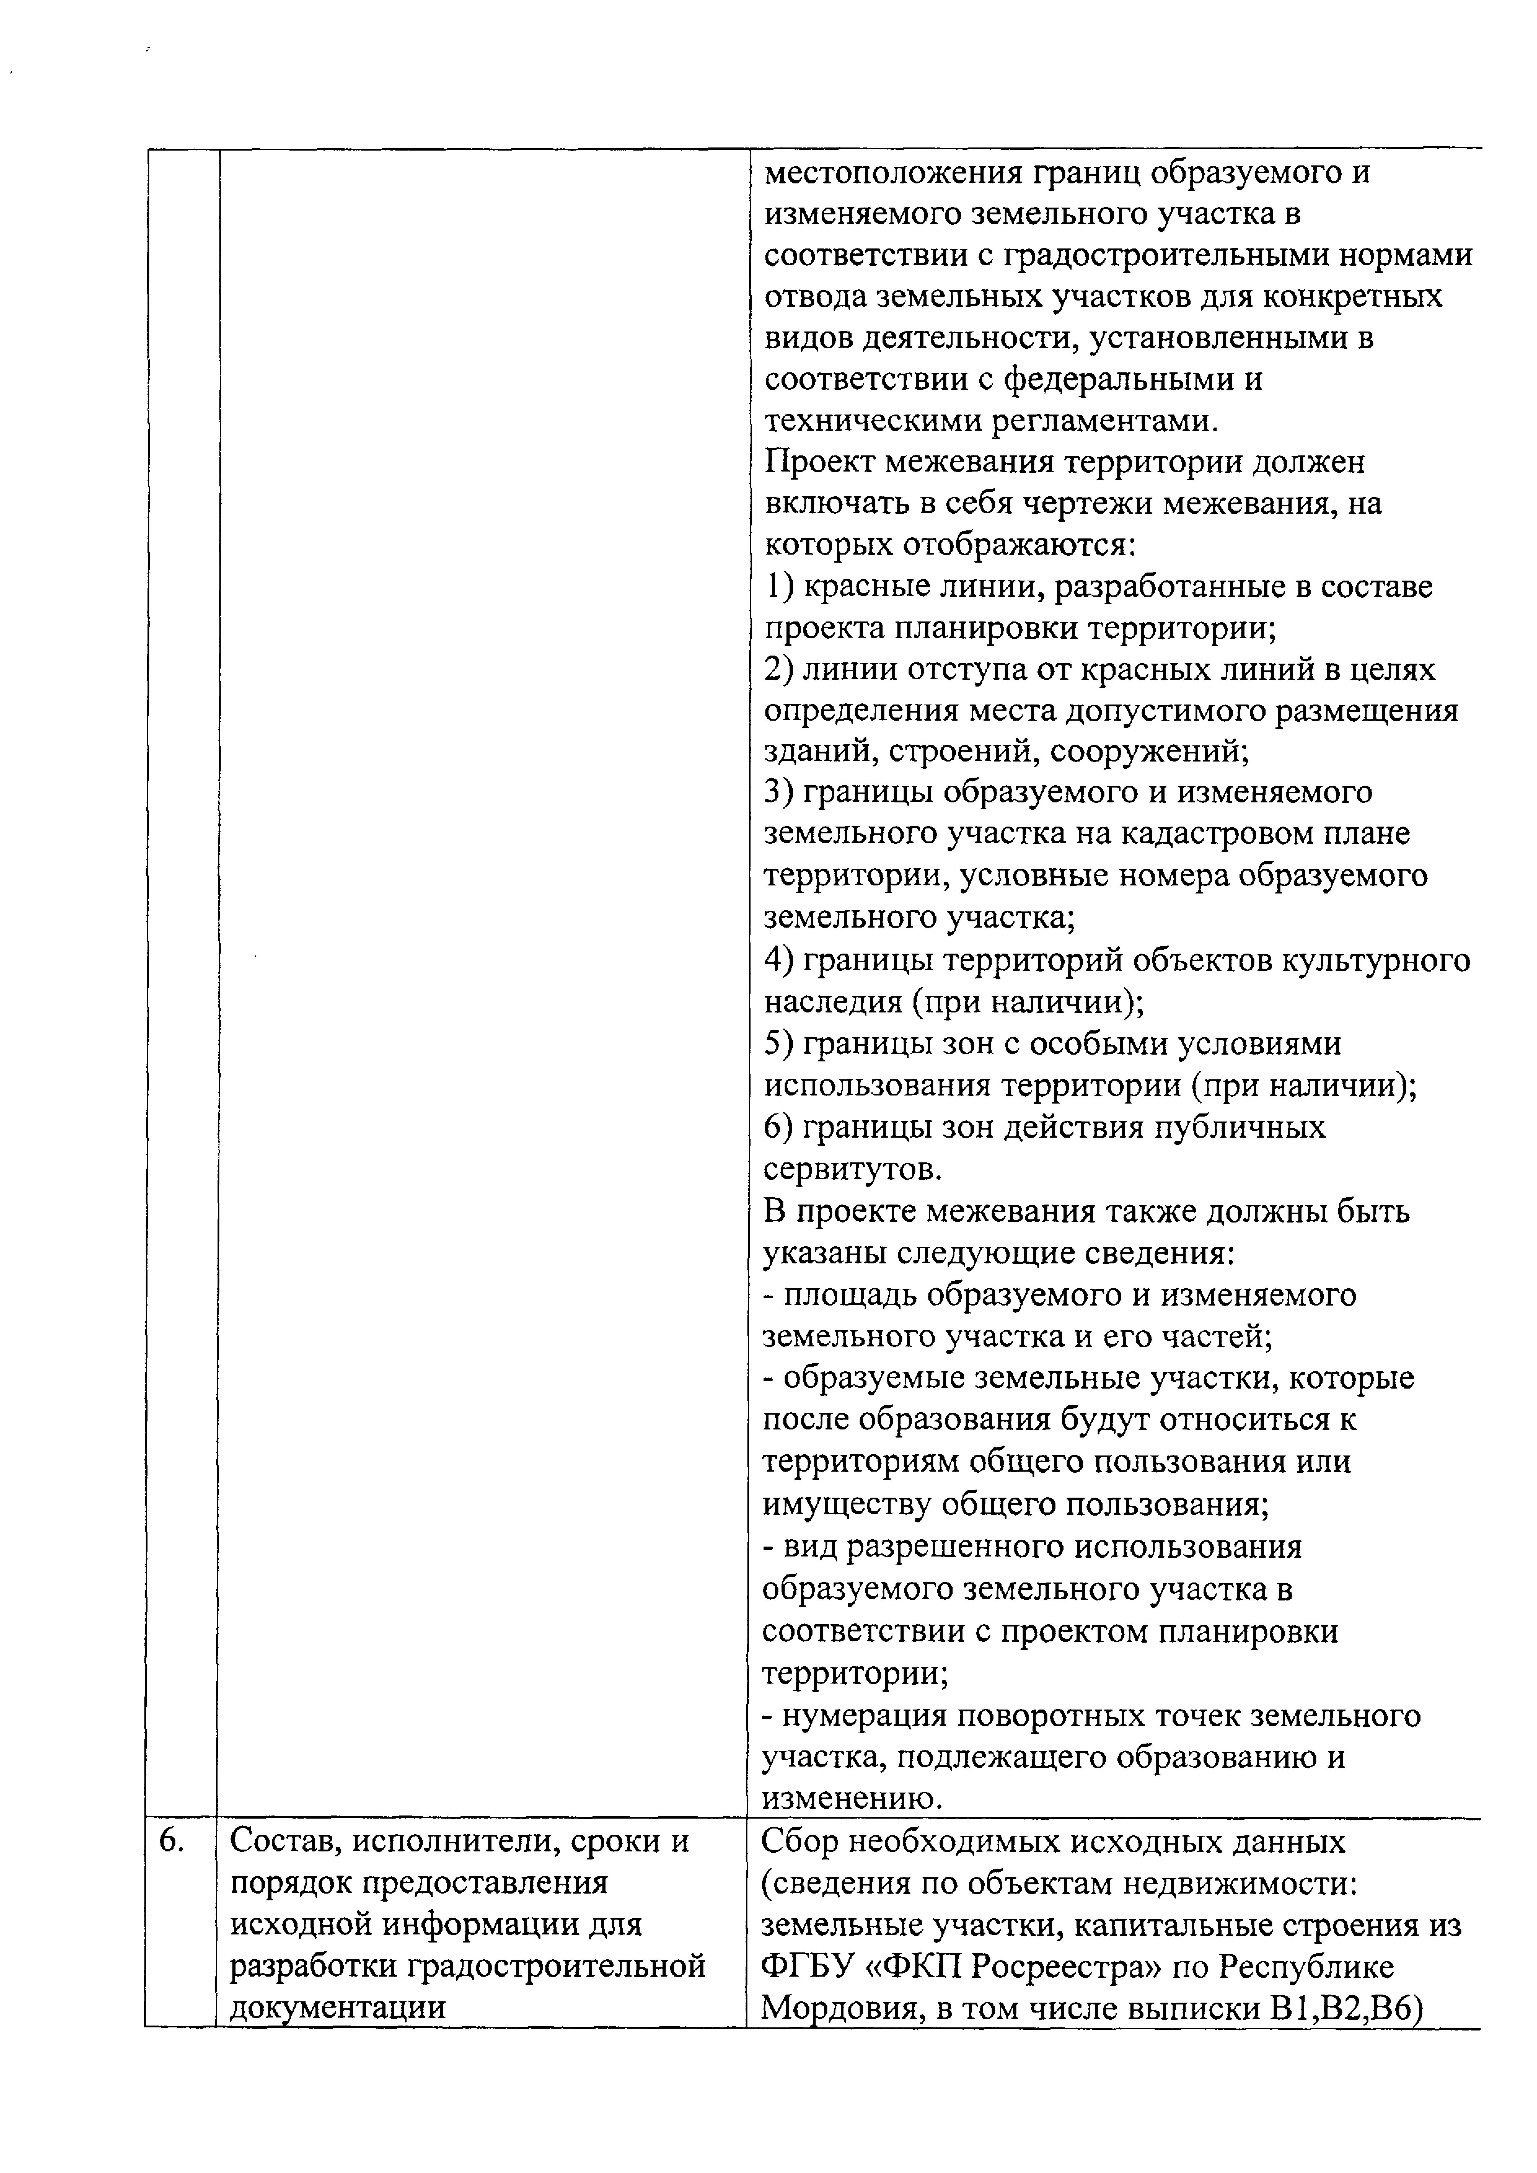 местоположения границ образуемого и
изменяемого земельного участка в
соответствии с градостроительными нормами
отвода земельных участков для конкретных
видов деятельности, установленными в
соответствии с федеральными и
техническими регламентами.
Проект межевания территории должен
включать в себя чертежи межевания, на
которых отображаются:
1) красные линии, разработанные в составе
проекта планировки территории;
2) линии отступа от красных линий в целях
определения места допустимого размещения
зданий, строений, сооружений;
3) границы образуемого и изменяемого
земельного участка на кадастровом плане
территории, условные номера образуемого
земельного участка;
4) границы территорий объектов культурного
наследия (при наличии);
5) границы зон с особыми условиями
использования территории (при наличии);
6) границы зон действия публичных
сервитутов.
В проекте межевания также должны быть
указаны следующие сведения:
- площадь образуемого и изменяемого
земельного участка и его частей;
- образуемые земельные участки, которые
после образования будут относиться к
территориям общего пользования или
имуществу общего пользования;
- вид разрешенного использования
образуемого земельного участка в
соответствии с проектом планировки
территории;
- нумерация поворотных точек земельного
участка, подлежащего образованию и
изменению.
6.
Состав, исполнители, сроки и
порядок предоставления
исходной информации для
разработки градостроительной
документации
Сбор необходимых исходных данных
(сведения по объектам недвижимости:
земельные участки, капитальные строения из
ФГБУ «ФКП Росреестра» по Республике
Мордовия, в том числе выписки В1,В2,В6)